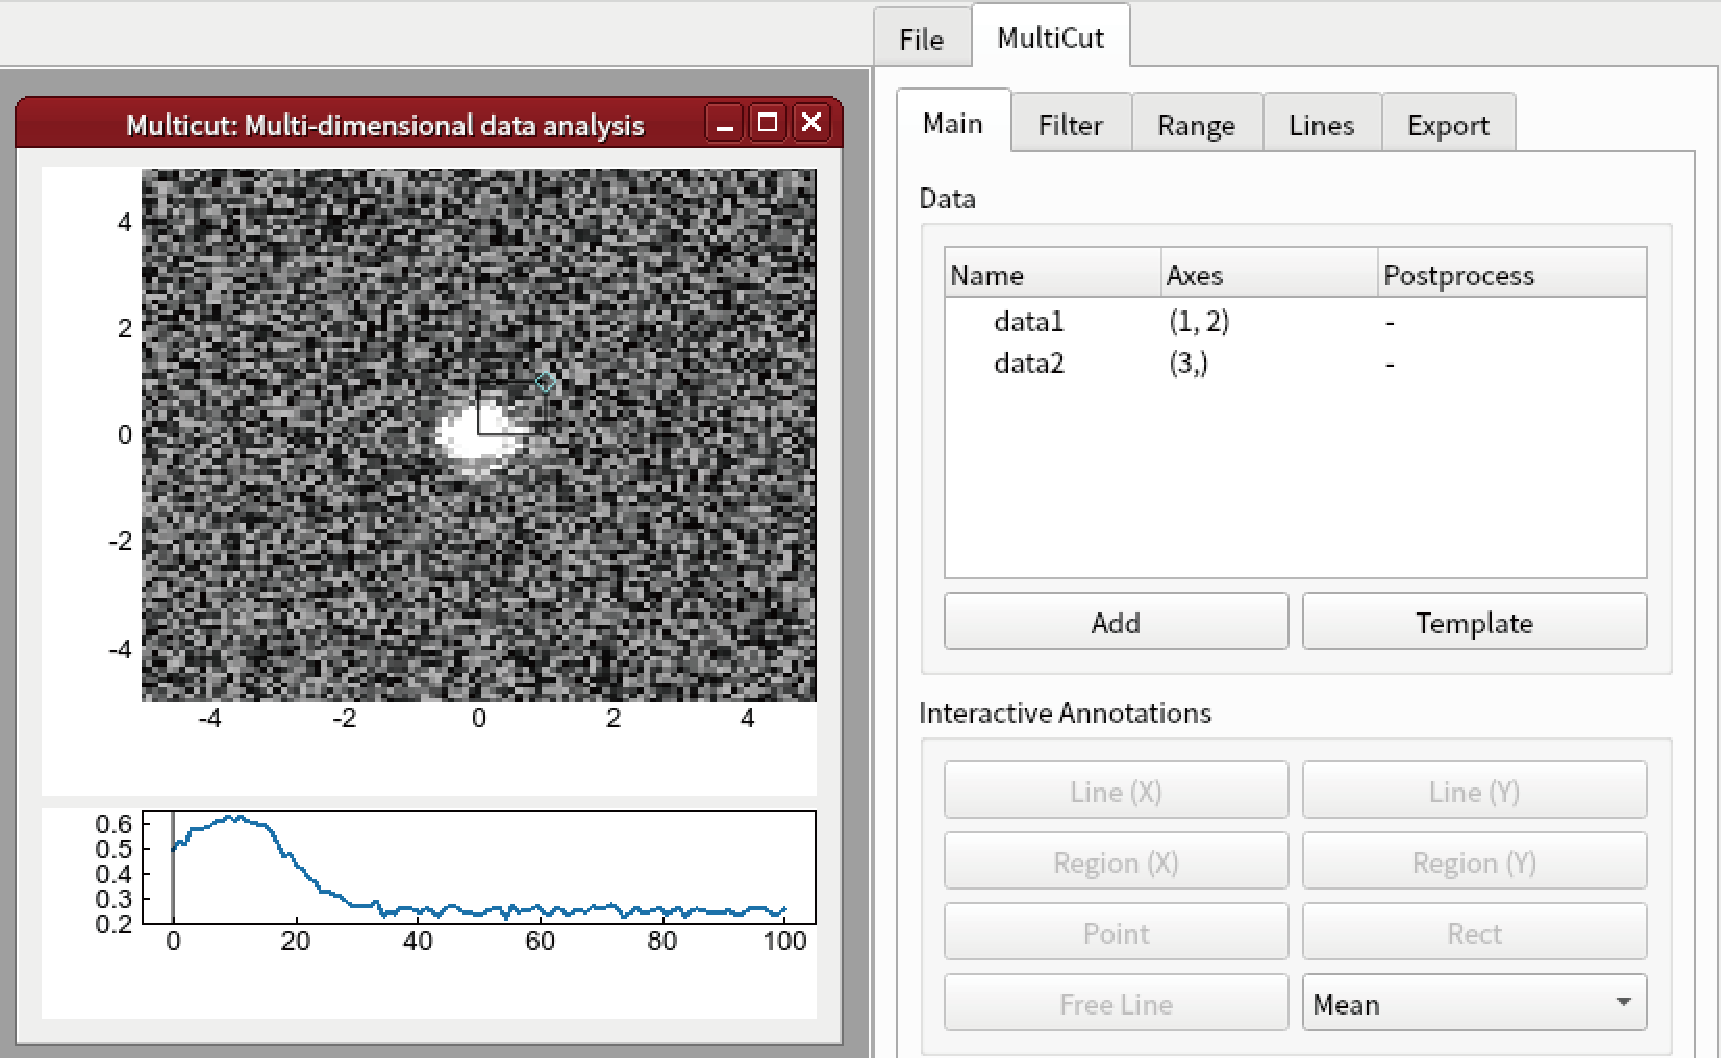 File
MultiCut
Multicut: Multi-dimensional data analysis
4
2
0
-2
-4
-4 -2 0 2 4
0.6
0.5
0.4
0.3
0.2
0 20 40 60 80 100
Main Filter Range Lines Export
Data
Name Axes Postprocess
data1 (1, 2) -
data2 (3,) -
Add Template
Interactive Annotations
Line (X) Line (Y)
Region (X) Region (Y)
Point Rect
Free Line Mean